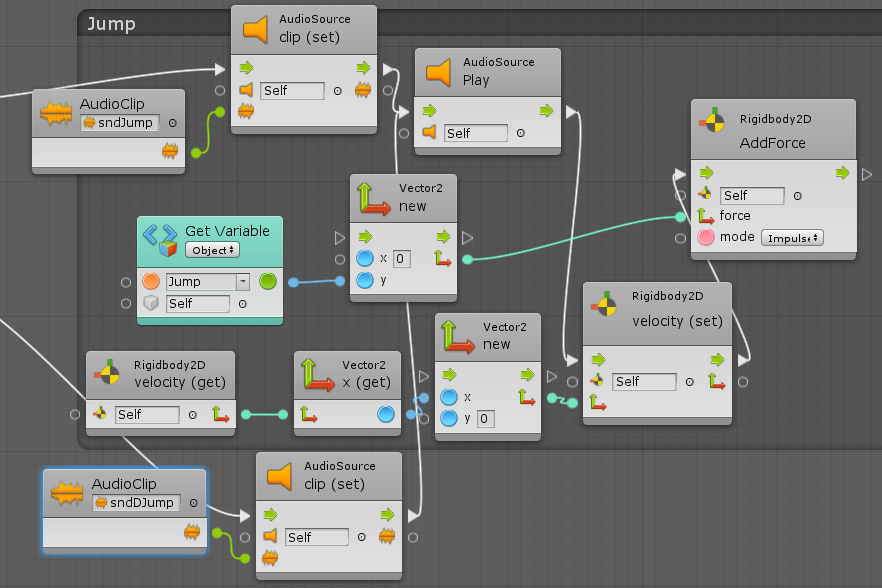 Jump
AudioSource
clip (set)
Self
AudioClip
sndJump
AudioSource
Play
Self
Rigidbody2D
AddForce
Self
force
mode Impulse
Vector2
new
x 0
y
Get Variable
Object
Jump
Self
Rigidbody2D
velocity (set)
Self
Vector2
new
x
y 0
Rigidbody2D
velocity (get)
Self
Vector2
x (get)
AudioClip
sndDJump
AudioSource
clip (set)
Self